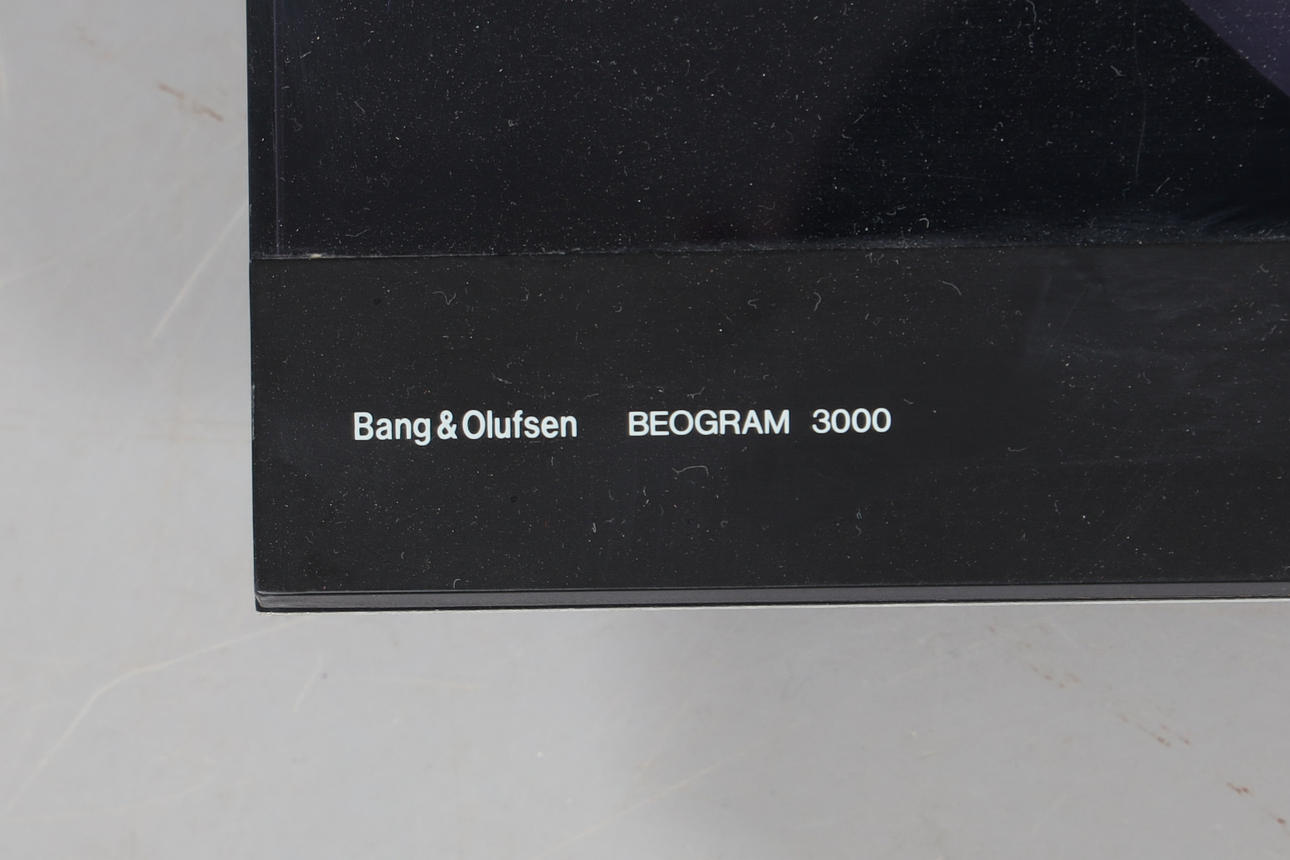 Bang & Olufsen BEOGRAM 3000